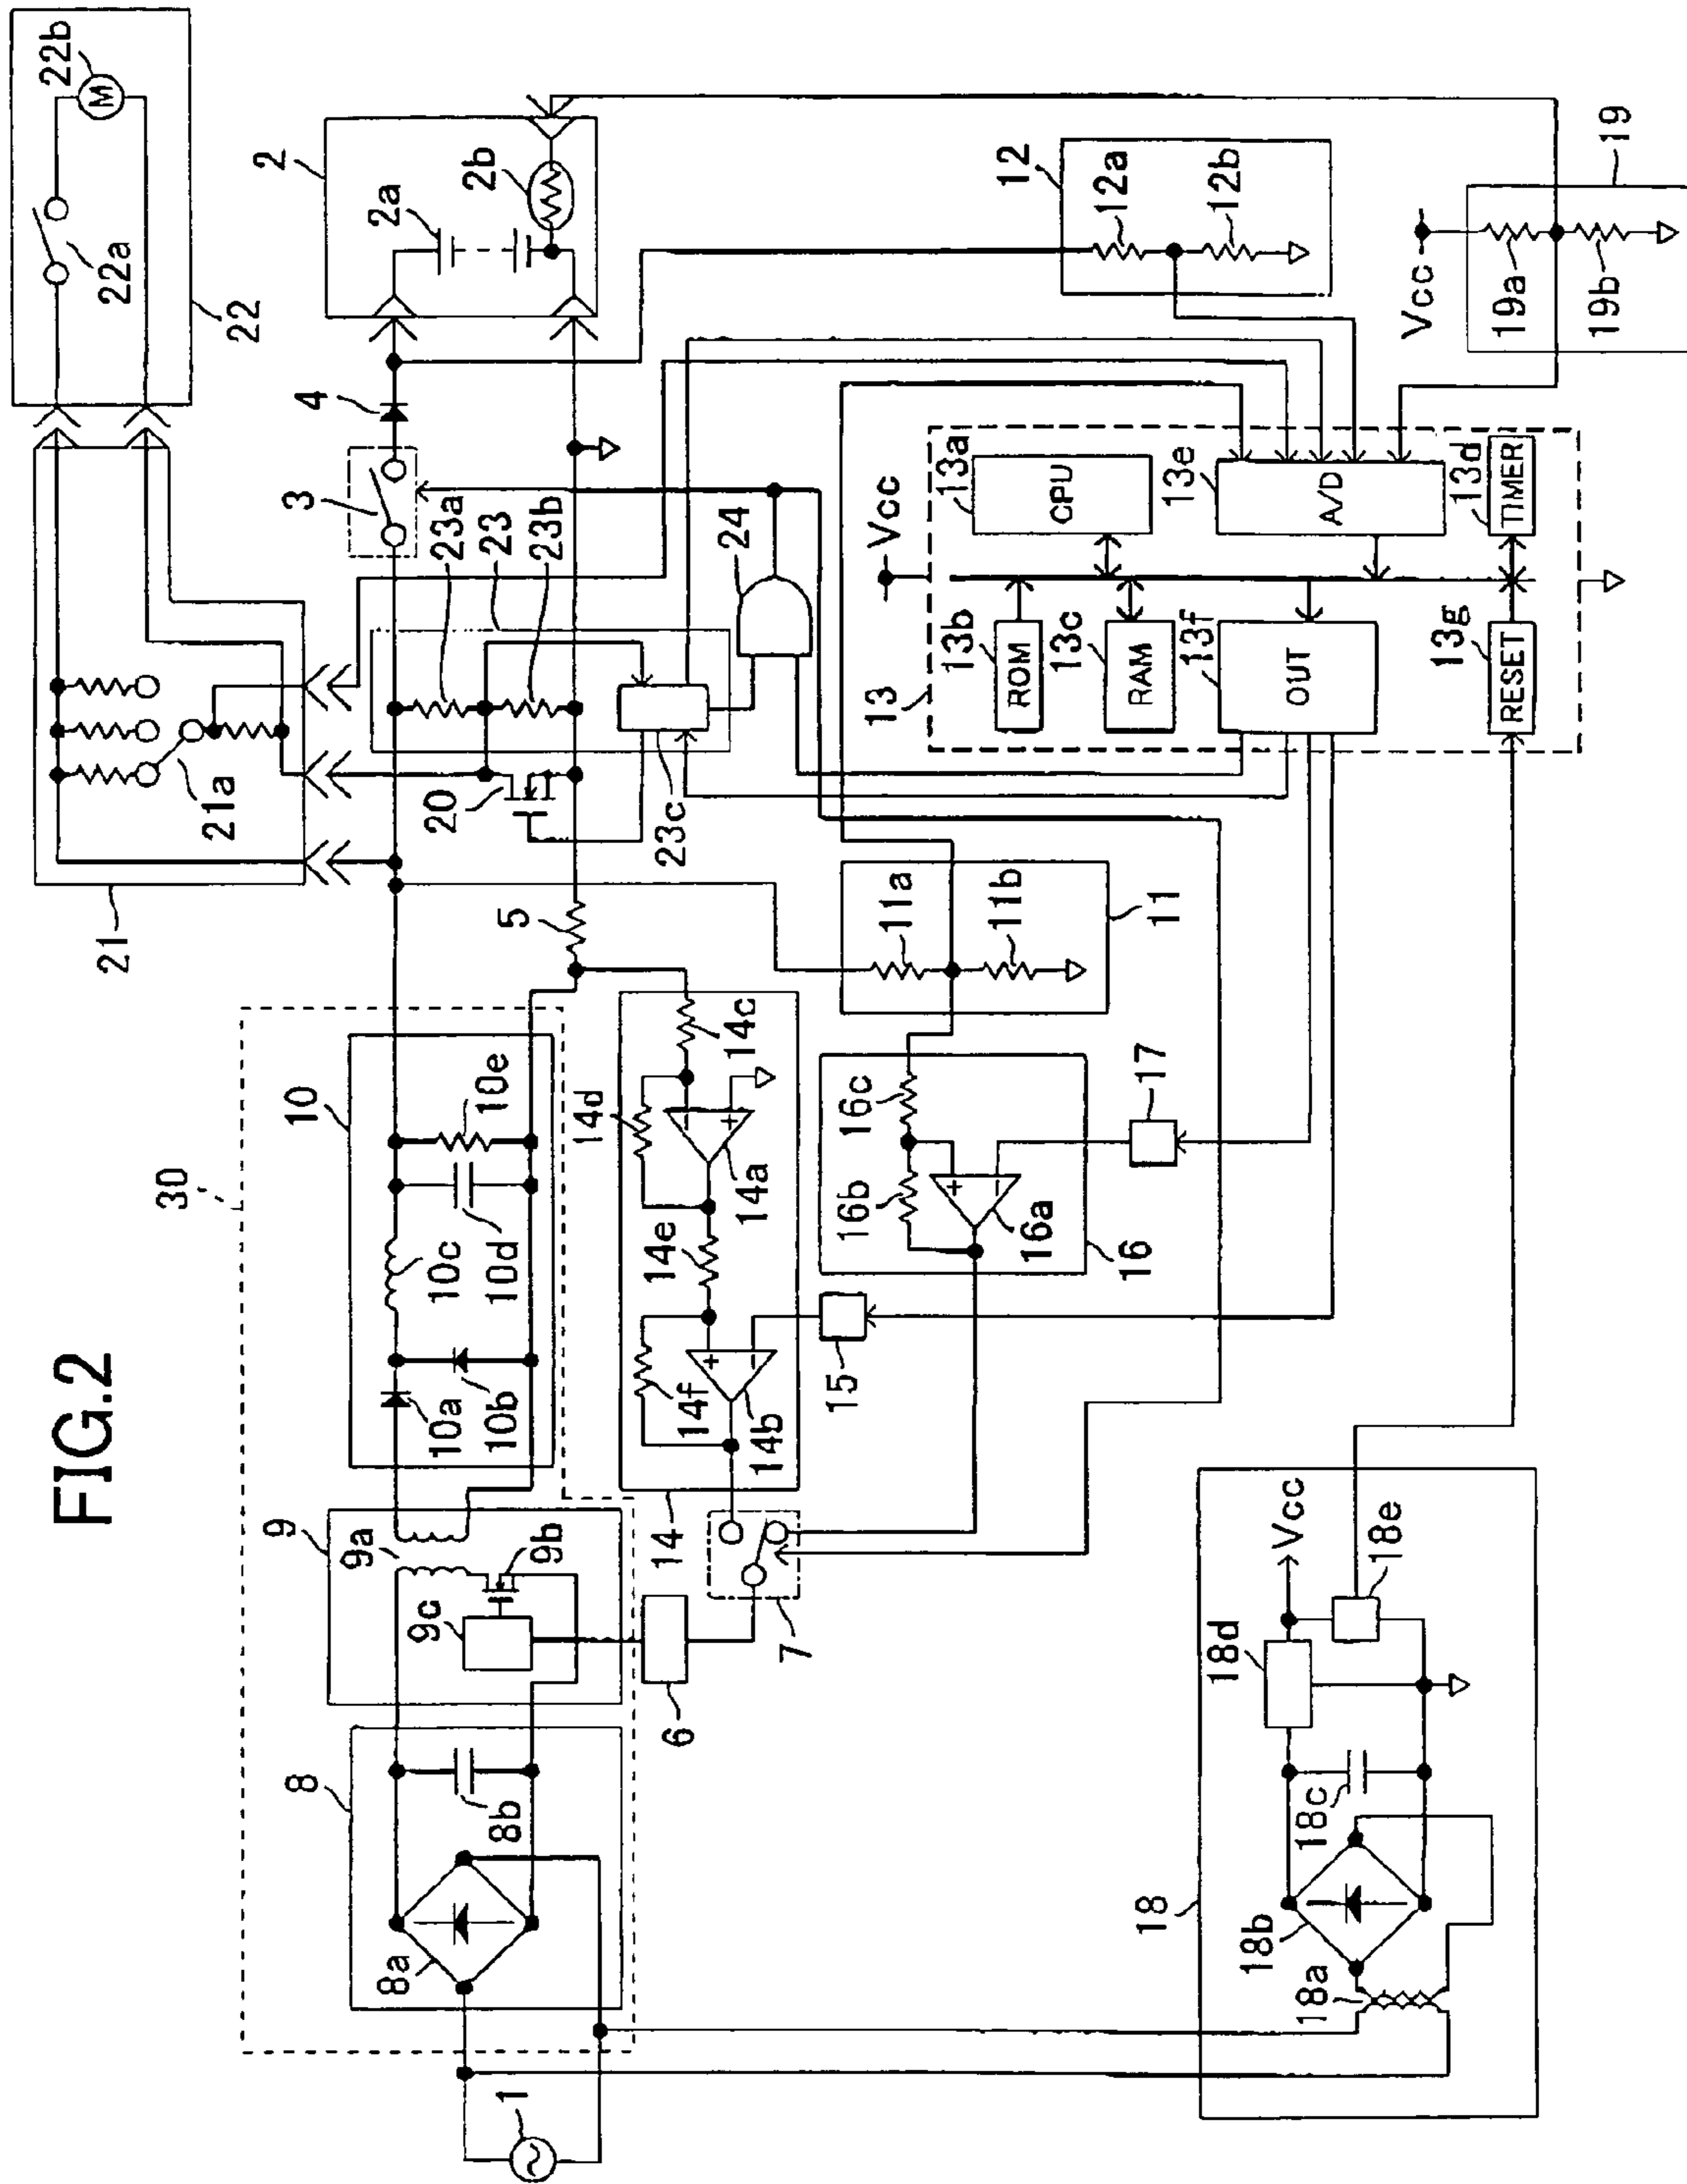 FIG.2
30
8
8a
8b
9
9a
9b
9c
10
10a
10b
10c
10d
10e
1
6
7
5
21
21a
22
22a
22b
M
3
4
2
2a
2b
20
23
23a
23b
23c
24
14
14a
14b
14c
14d
14e
14f
15
16
16a
16b
16c
17
11
11a
11b
12
12a
12b
13
13a
CPU
13b
ROM
13c
RAM
13d
TIMER
13e
A/D
13f
OUT
13g
RESET
Vcc
18
18a
18b
18c
18d
18e
Vcc
19
19a
19b
Vcc